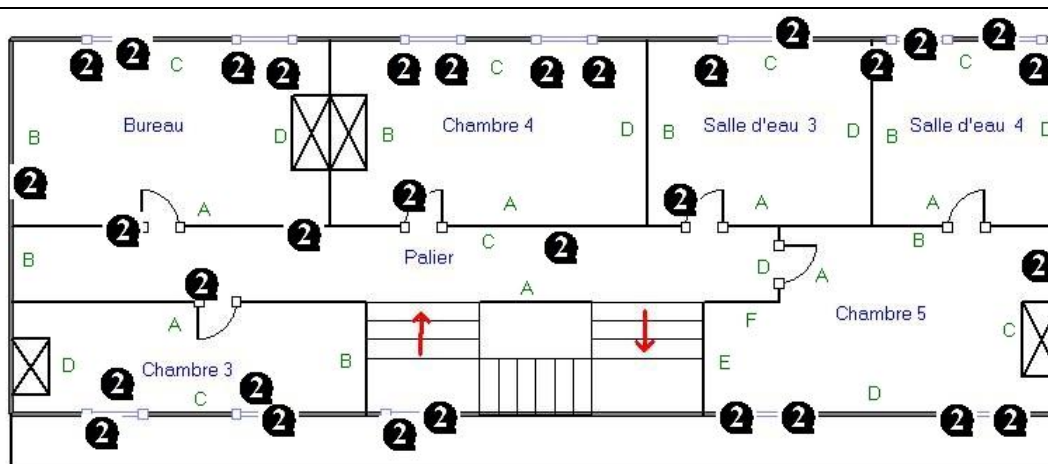 2 2 2 2
2 C 2 2 2 2 C 2 2 2 C 2 C 2
B Bureau D B Chambre 4 D B Salle d'eau 3 D B Salle d'eau 4 D
2
2 2
A A A A
2 2 C 2 B
B Palier D 2
2 A A
F Chambre 5
A C
D Chambre 3 B E
2 2 D
C
2 2 2 2 2 2
2 2